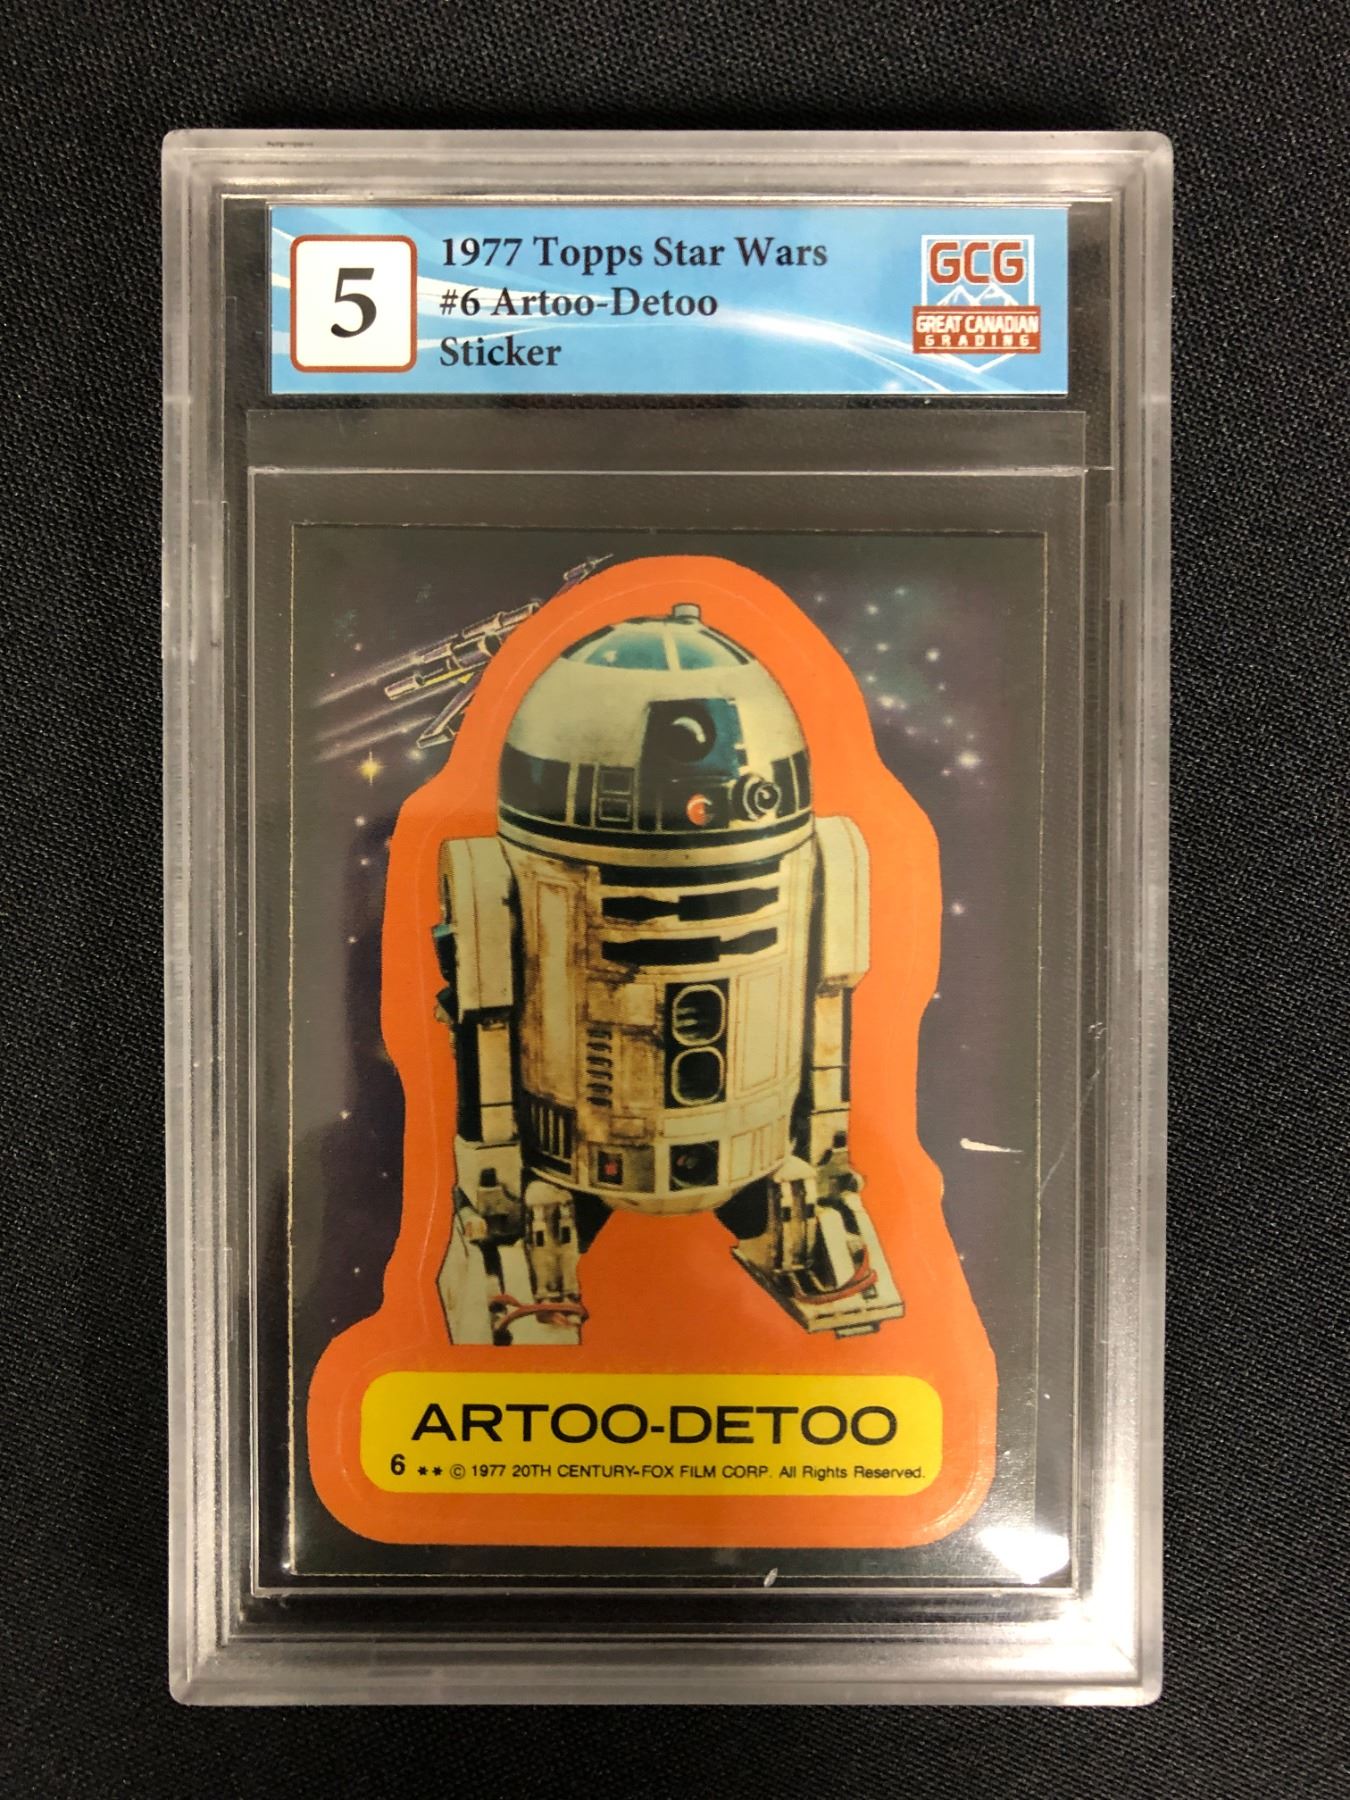 5
1977 Topps Star Wars
#6 Artoo-Detoo
Sticker
GCG
GREAT CANADIAN
GRADING
ARTOO-DETOO
6 ** © 1977 20TH CENTURY-FOX FILM CORP. All Rights Reserved.